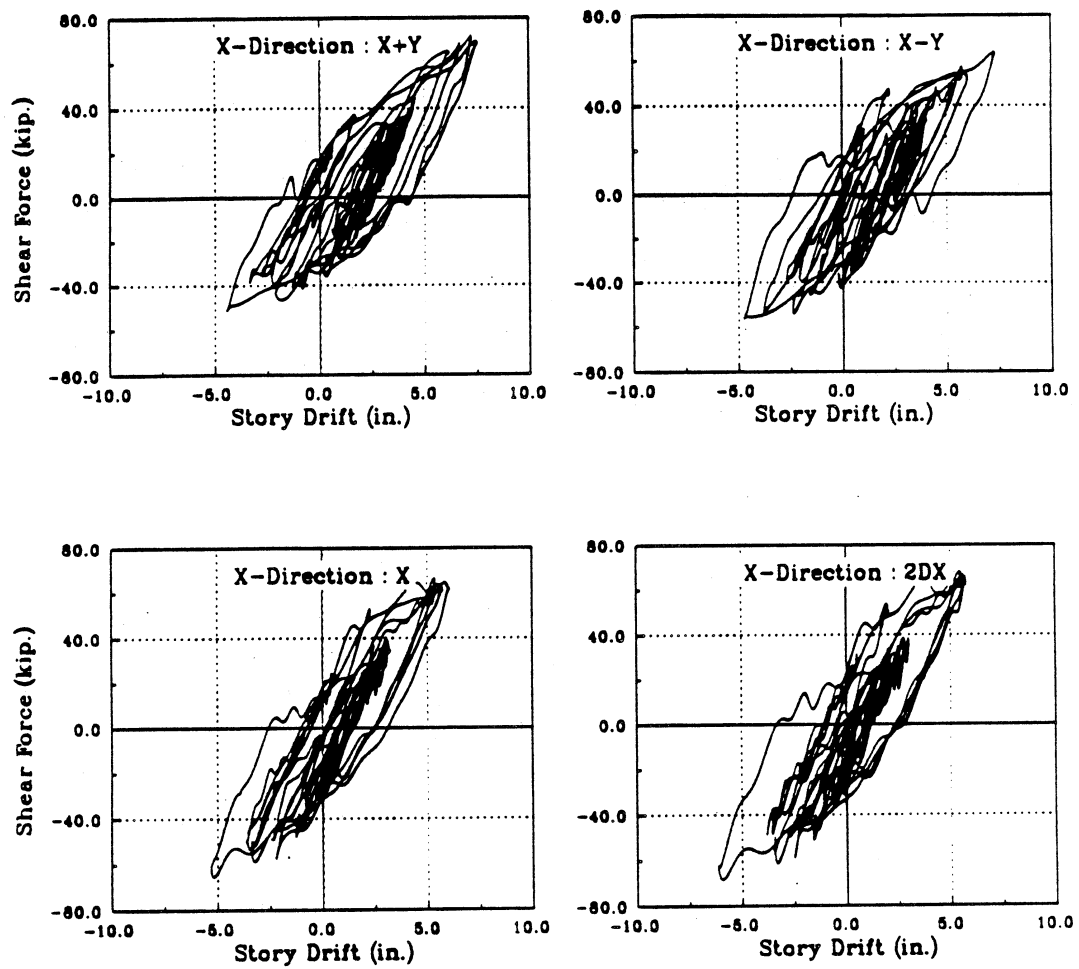 80.0
X-Direction : X+Y
40.0
0.0
-40.0
-80.0
-10.0 -5.0 0.0 5.0 10.0
Story Drift (in.)
Shear Force (kip.)
80.0
X-Direction : X-Y
40.0
0.0
-40.0
-80.0
-10.0 -5.0 0.0 5.0 10.0
Story Drift (in.)
80.0
X-Direction : X
40.0
0.0
-40.0
-80.0
-10.0 -5.0 0.0 5.0 10.0
Story Drift (in.)
Shear Force (kip.)
80.0
X-Direction : 2DX
40.0
0.0
-40.0
-80.0
-10.0 -5.0 0.0 5.0 10.0
Story Drift (in.)